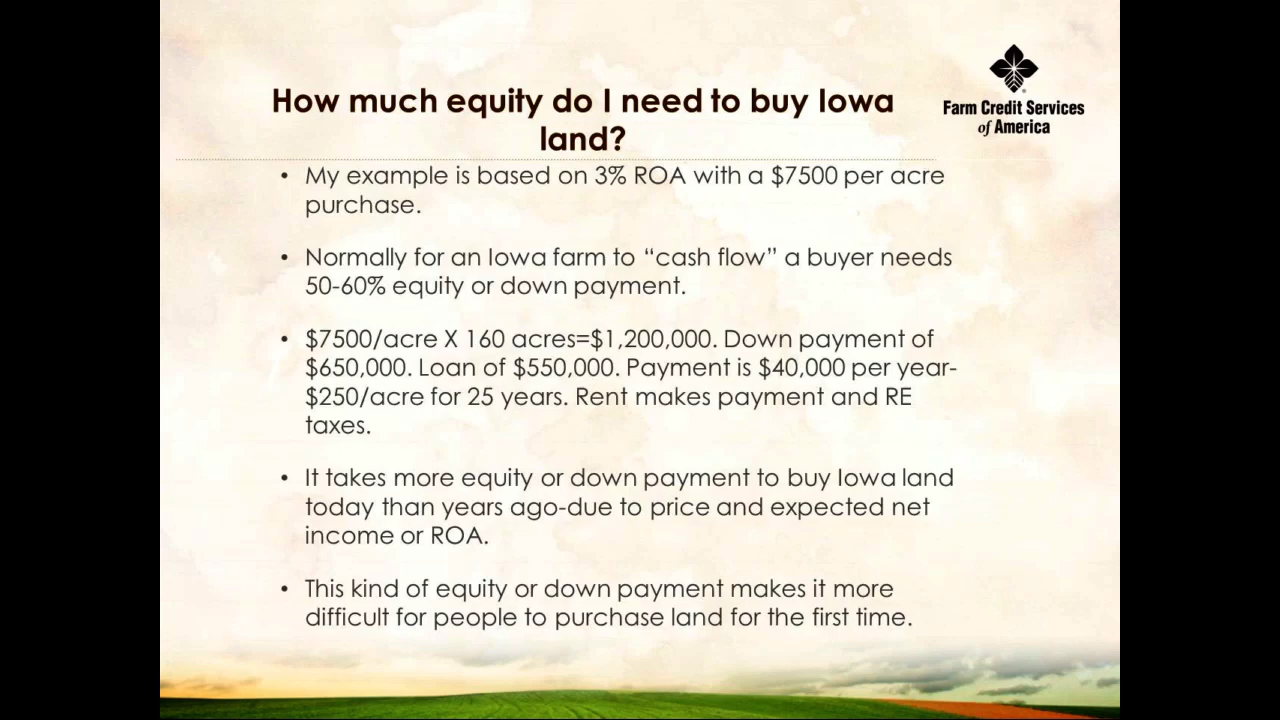 How much equity do I need to buy Iowa
land?
Farm Credit Services
of America
• My example is based on 3% ROA with a $7500 per acre
purchase.
• Normally for an Iowa farm to “cash flow” a buyer needs
50-60% equity or down payment.
• $7500/acre X 160 acres=$1,200,000. Down payment of
$650,000. Loan of $550,000. Payment is $40,000 per year-
$250/acre for 25 years. Rent makes payment and RE
taxes.
• It takes more equity or down payment to buy Iowa land
today than years ago-due to price and expected net
income or ROA.
• This kind of equity or down payment makes it more
difficult for people to purchase land for the first time.